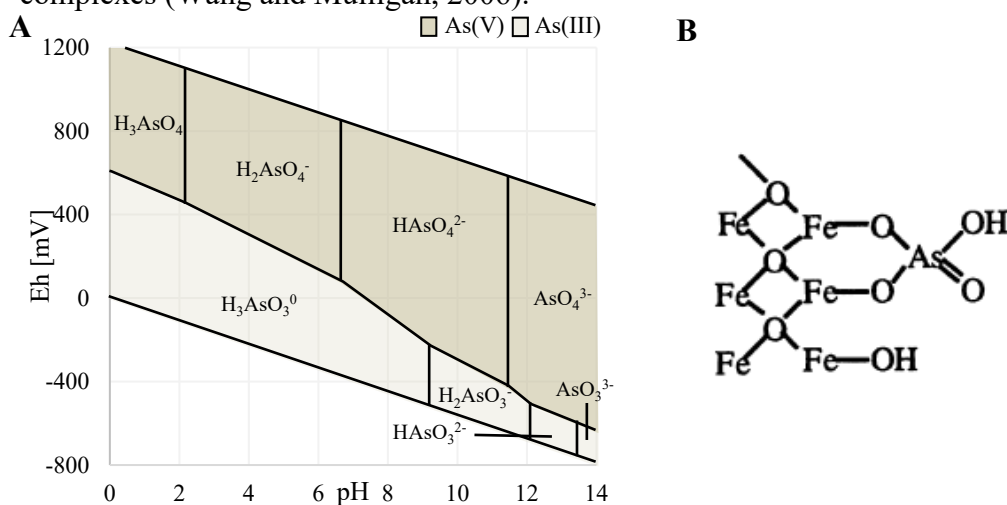 complexes (Wang and Mulligan, 2006).
A
As(V) As(III)
B
1200
800
400
0
-400
-800
Eh [mV]
H₃AsO₄
H₂AsO₄⁻
HAsO₄²⁻
AsO₄³⁻
H₃AsO₃⁰
H₂AsO₃⁻
HAsO₃²⁻
AsO₃³⁻
0 2 4 6 pH 8 10 12 14
O
Fe Fe O OH
O As
Fe Fe O O
O
Fe Fe OH